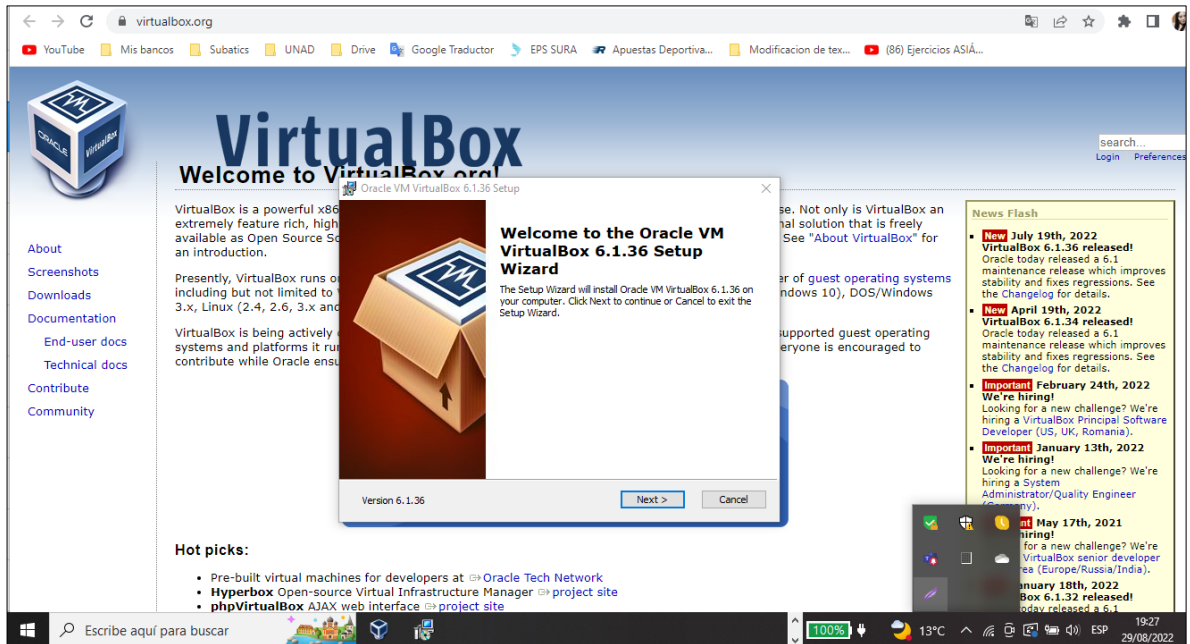 virtualbox.org
YouTube Mis bancos Subatics UNAD Drive Google Traductor EPS SURA Apuestas Deportiva... Modificacion de tex... (86) Ejercicios ASIÁ...
ORACLE
VirtualBox
VirtualBox
search...
Login Preferences
Welcome to VirtualBox.org!
About
Screenshots
Downloads
Documentation
End-user docs
Technical docs
Contribute
Community
VirtualBox is a powerful x86
se. Not only is VirtualBox an
extremely feature rich, high
nal solution that is freely
available as Open Source So
See "About VirtualBox" for
an introduction.
Presently, VirtualBox runs o
er of guest operating systems
including but not limited to
ndows 10), DOS/Windows
3.x, Linux (2.4, 2.6, 3.x and
VirtualBox is being actively
supported guest operating
systems and platforms it ru
eryone is encouraged to
contribute while Oracle ensu
Oracle VM VirtualBox 6.1.36 Setup
Welcome to the Oracle VM
VirtualBox 6.1.36 Setup
Wizard
The Setup Wizard will install Oracle VM VirtualBox 6.1.36 on
your computer. Click Next to continue or Cancel to exit the
Setup Wizard.
Version 6.1.36
Next >
Cancel
Hot picks:
Pre-built virtual machines for developers at Oracle Tech Network
Hyperbox Open-source Virtual Infrastructure Manager project site
phpVirtualBox AJAX web interface project site
News Flash
New July 19th, 2022
VirtualBox 6.1.36 released!
Oracle today released a 6.1
maintenance release which improves
stability and fixes regressions. See
the Changelog for details.
New April 19th, 2022
VirtualBox 6.1.34 released!
Oracle today released a 6.1
maintenance release which improves
stability and fixes regressions. See
the Changelog for details.
Important February 24th, 2022
We're hiring!
Looking for a new challenge? We're
hiring a VirtualBox Principal Software
Developer (US, UK, Romania).
Important January 13th, 2022
We're hiring!
Looking for a new challenge? We're
hiring a System
Administrator/Quality Engineer
(Germany).
nt May 17th, 2021
hiring!
for a new challenge? We're
VirtualBox senior developer
rea (Europe/Russia/India).
anuary 18th, 2022
Box 6.1.32 released!
oday released a 6.1
Escribe aquí para buscar
100%
13°C
ESP
19:27
29/08/2022